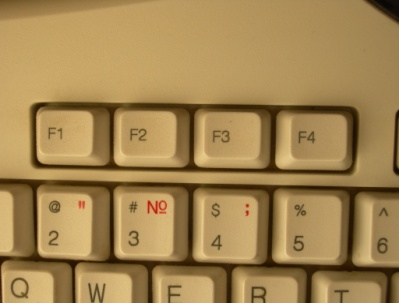 F1 F2 F3 F4
@ " # № $ ; % ^
2 3 4 5 6
Q W E R T